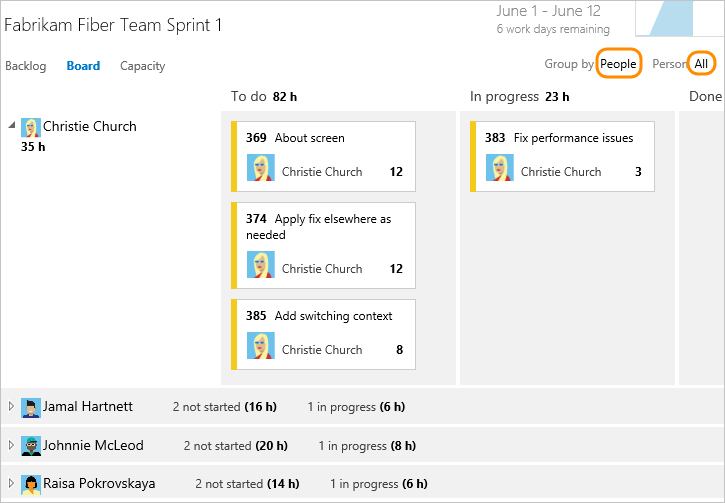 Fabrikam Fiber Team Sprint 1
June 1 - June 12
6 work days remaining
Backlog Board Capacity
Group by People Person All
To do 82 h
In progress 23 h
Done
Christie Church
35 h
369 About screen
Christie Church 12
374 Apply fix elsewhere as
needed
Christie Church 12
385 Add switching context
Christie Church 8
383 Fix performance issues
Christie Church 3
Jamal Hartnett 2 not started (16 h) 1 in progress (6 h)
Johnnie McLeod 2 not started (20 h) 1 in progress (8 h)
Raisa Pokrovskaya 2 not started (14 h) 1 in progress (6 h)